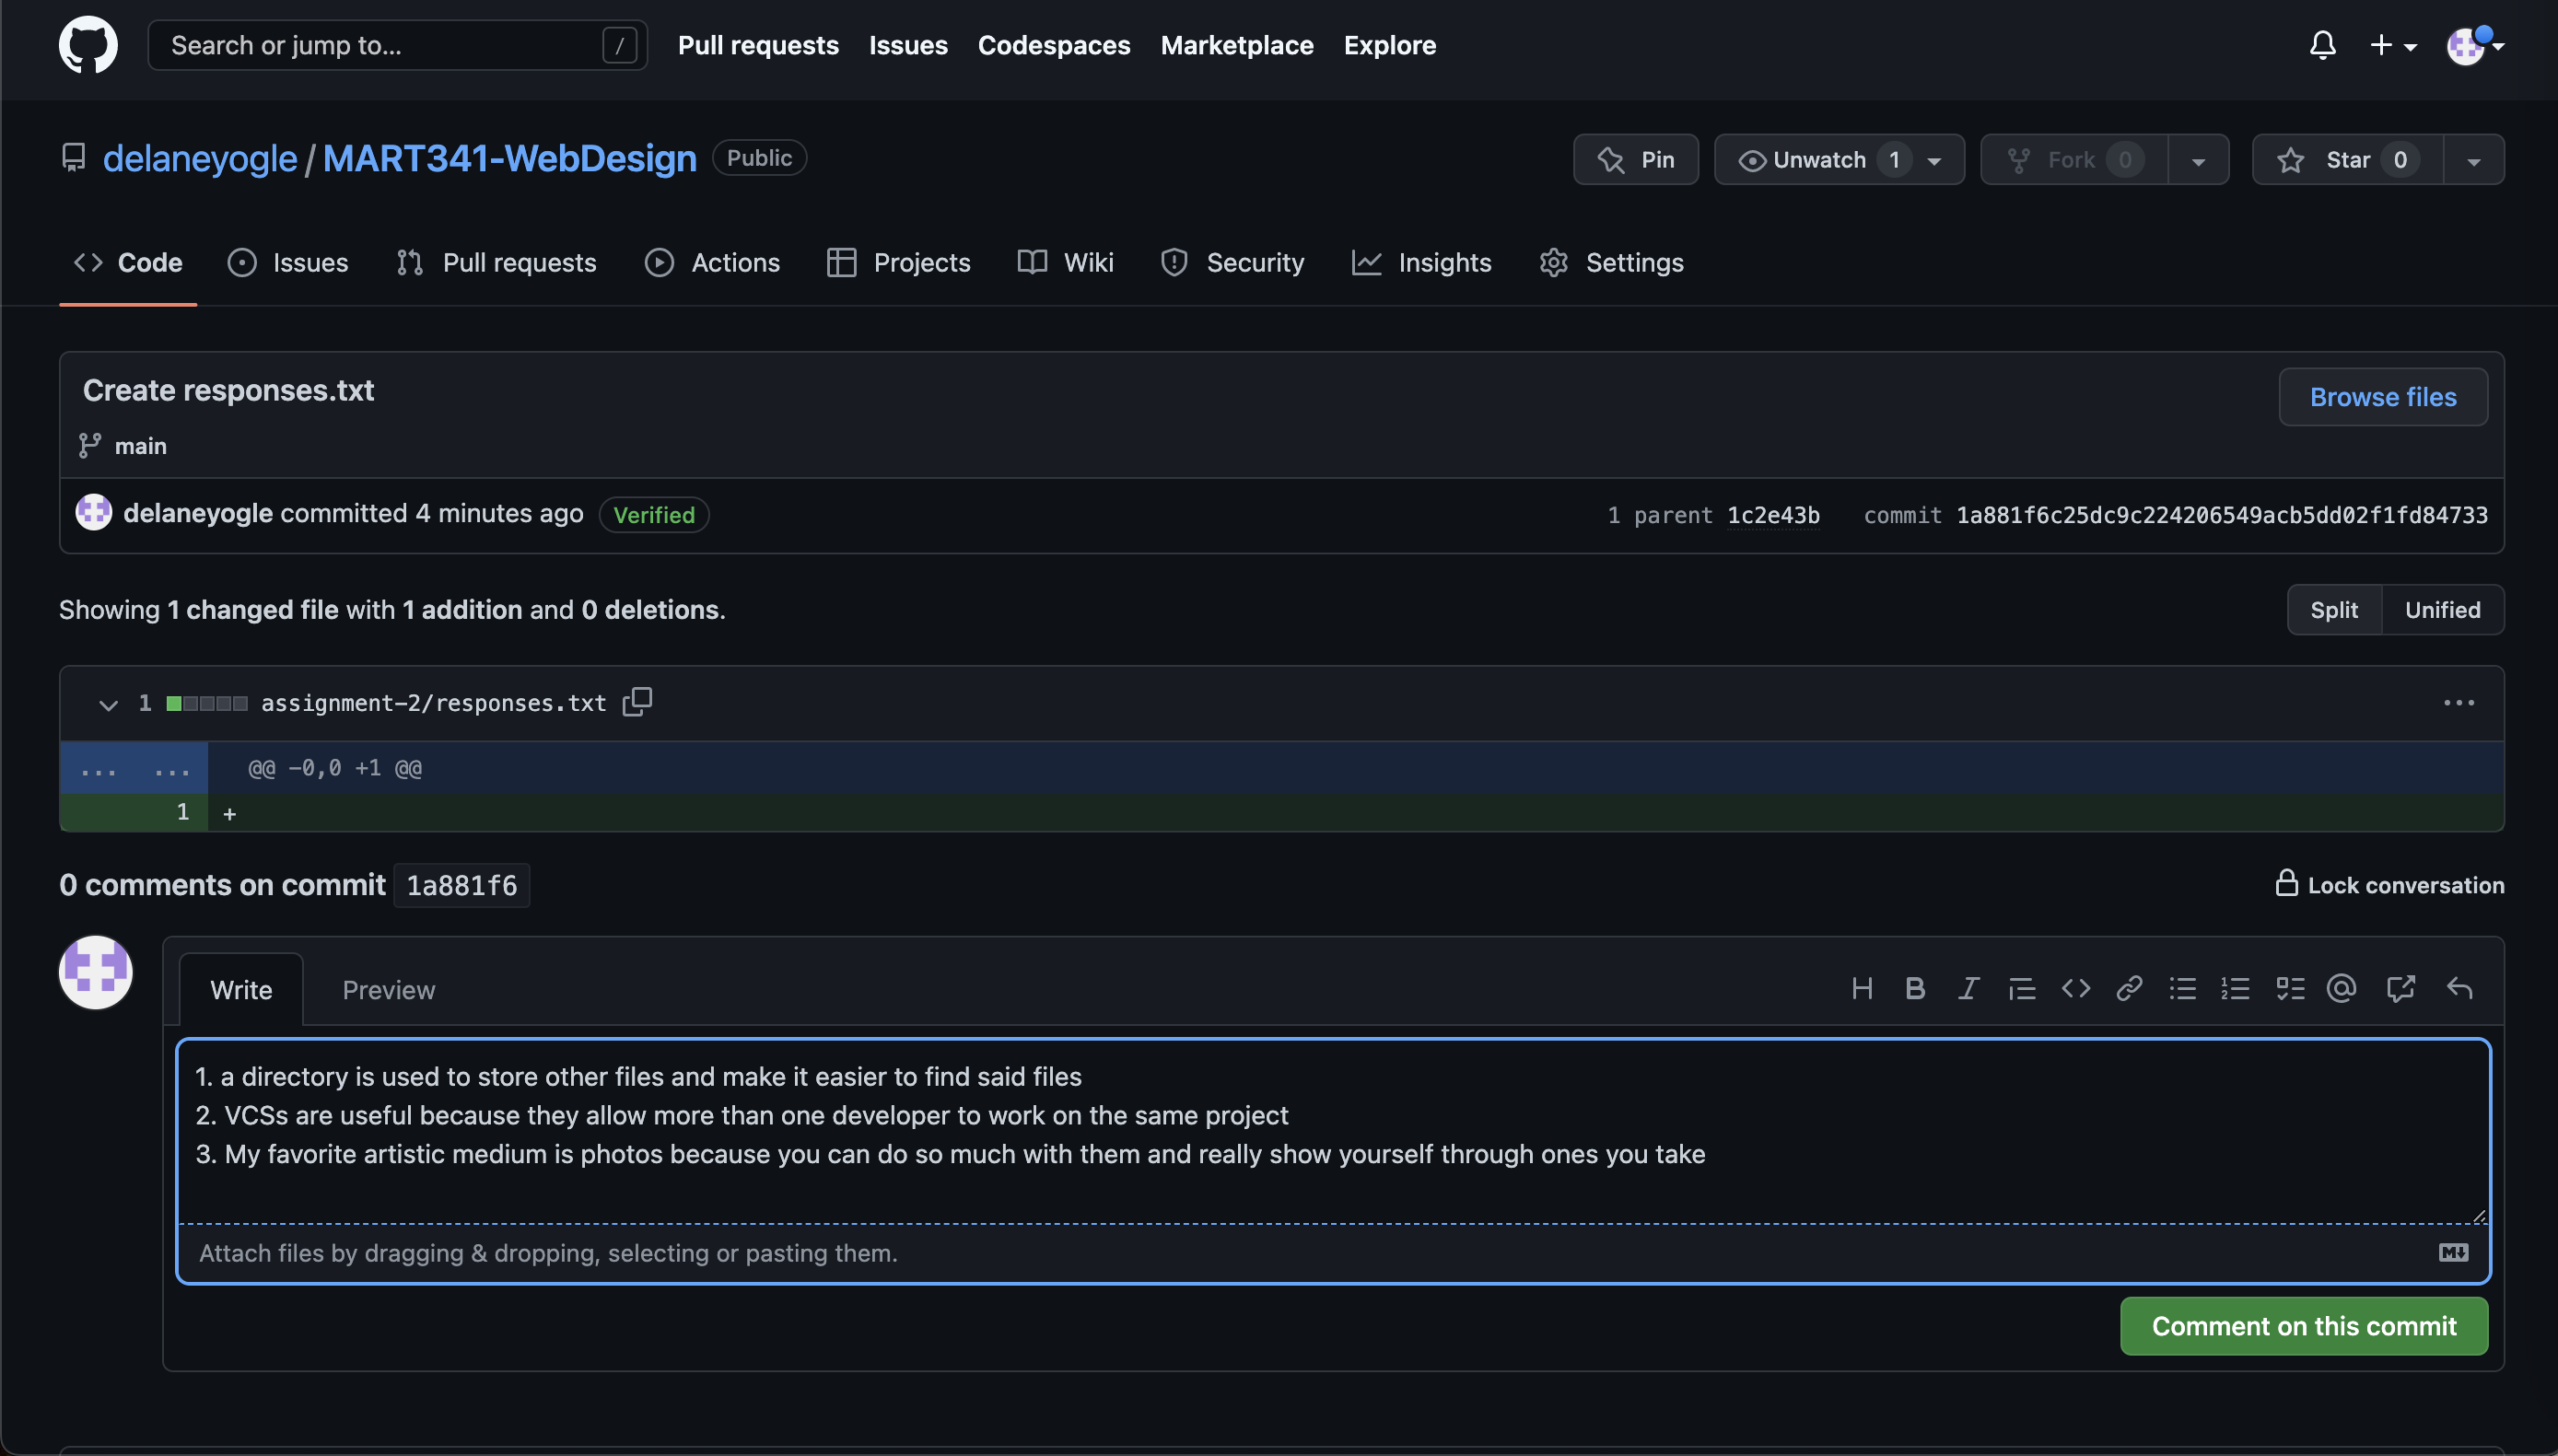 Search or jump to... /
Pull requests Issues Codespaces Marketplace Explore
delaneyogle / MART341-WebDesign Public
Pin Unwatch 1 Fork 0 Star 0
Code Issues Pull requests Actions Projects Wiki Security Insights Settings
Create responses.txt
Browse files
main
delaneyogle committed 4 minutes ago Verified
1 parent 1c2e43b commit 1a881f6c25dc9c224206549acb5dd02f1fd84733
Showing 1 changed file with 1 addition and 0 deletions.
Split Unified
1 assignment-2/responses.txt ...
... ... @@ -0,0 +1 @@
1 +
0 comments on commit 1a881f6
Lock conversation
Write Preview
1. a directory is used to store other files and make it easier to find said files
2. VCSs are useful because they allow more than one developer to work on the same project
3. My favorite artistic medium is photos because you can do so much with them and really show yourself through ones you take
Attach files by dragging & dropping, selecting or pasting them.
Comment on this commit